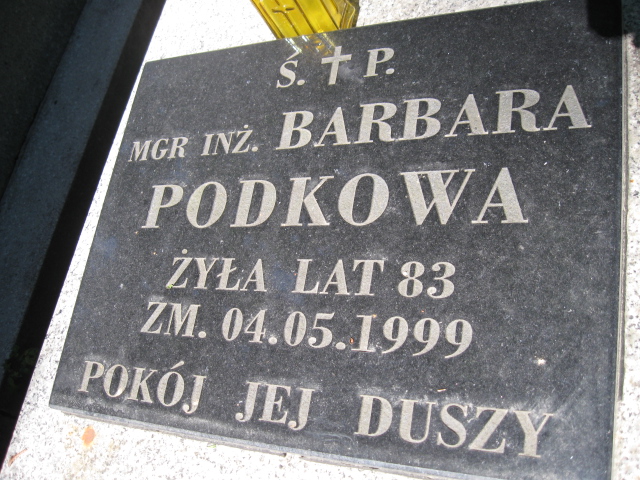 Ś. ✝ P.
MGR INŻ. BARBARA
PODKOWA
ŻYŁA LAT 83
ZM. 04.05.1999
POKÓJ JEJ DUSZY